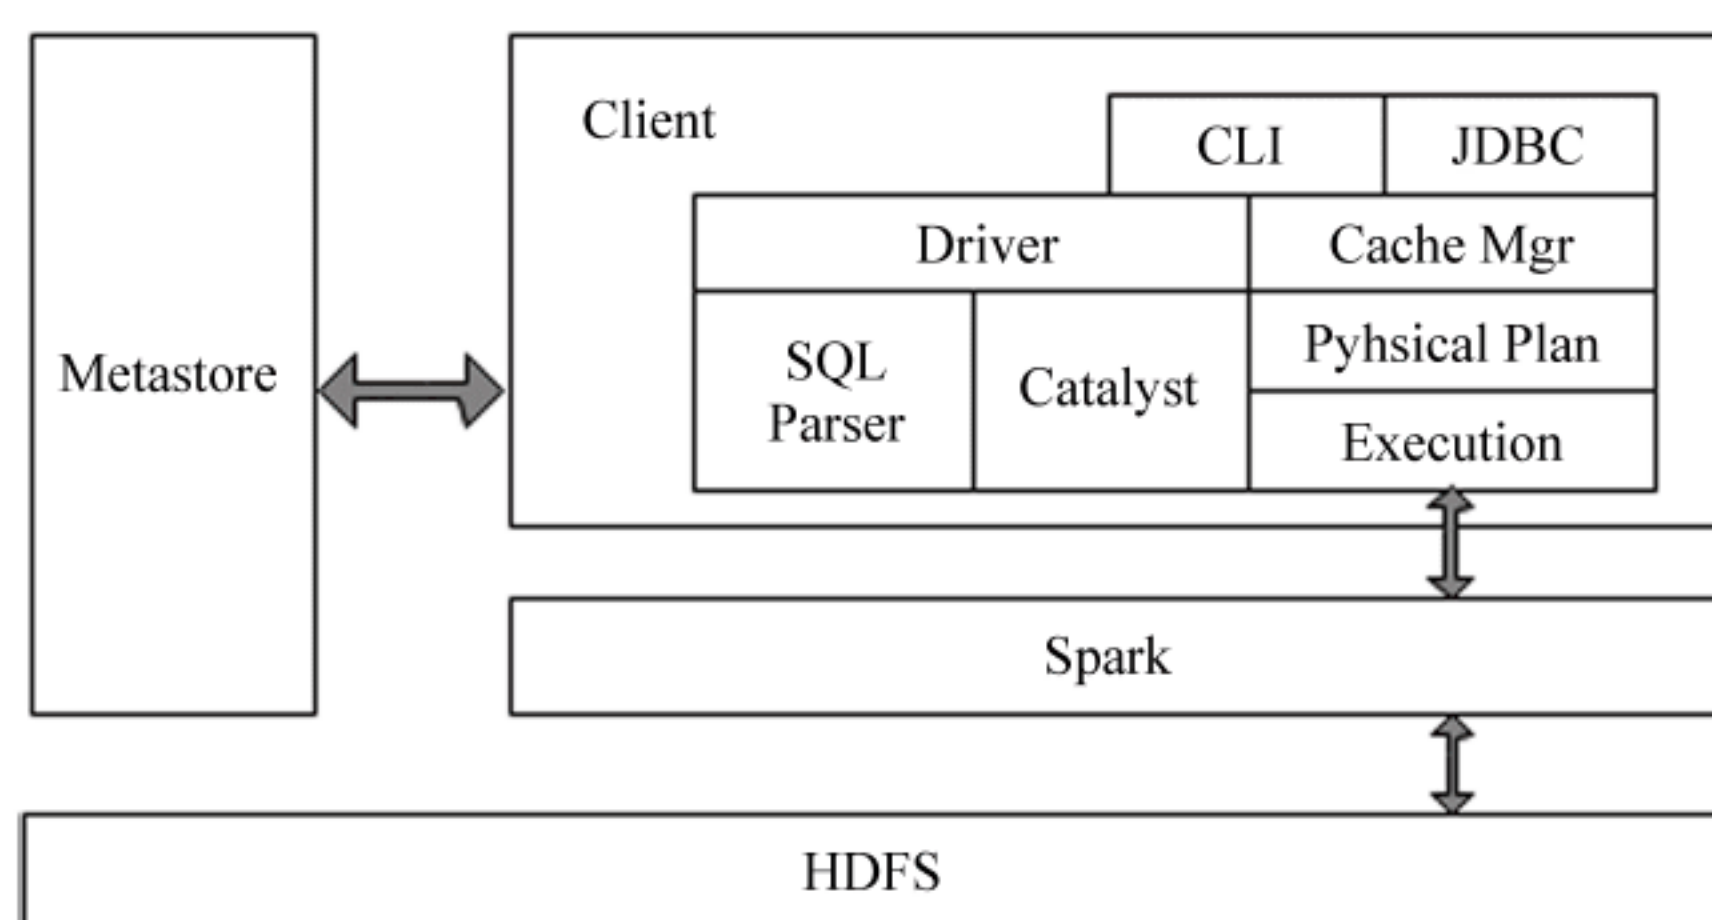 Client
CLI
JDBC
Driver
Cache Mgr
Metastore
SQL
Parser
Catalyst
Pyhsical Plan
Execution
Spark
HDFS